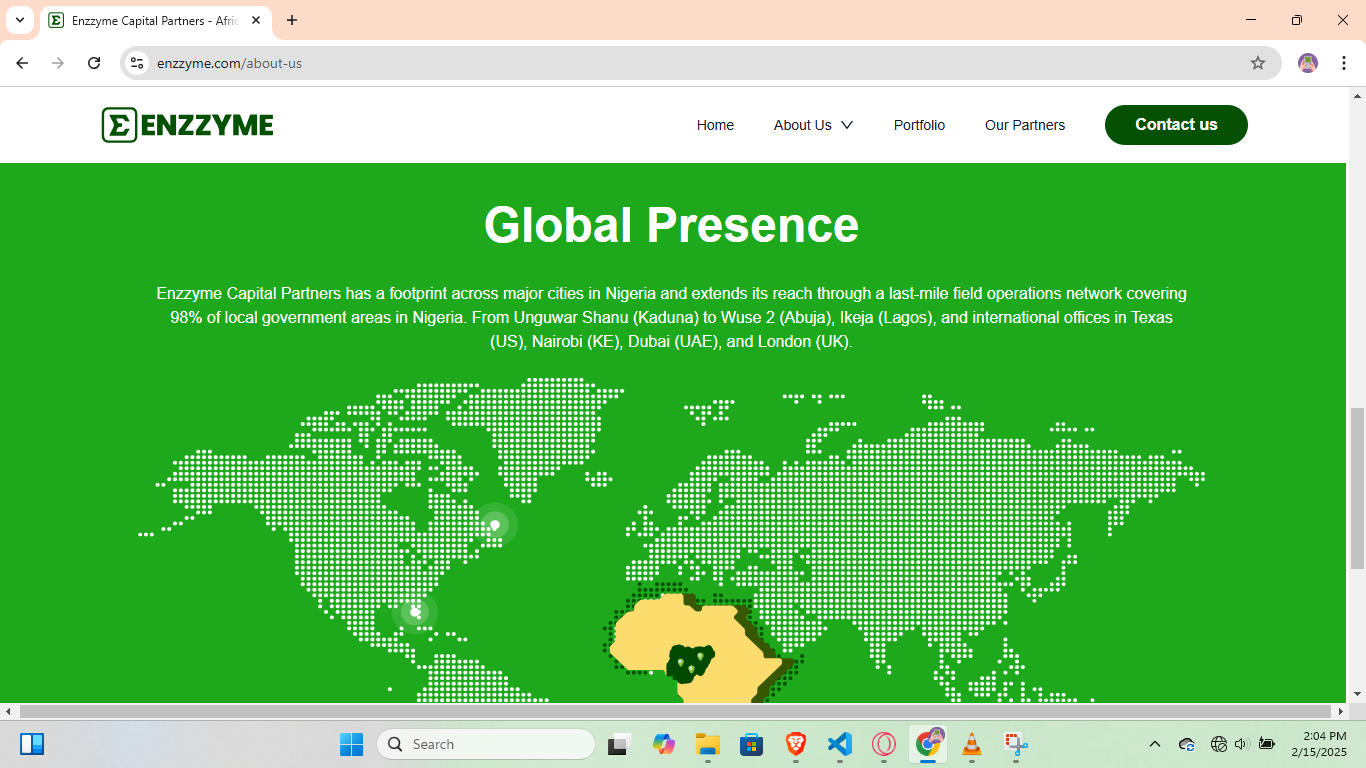 Enzzyme Capital Partners - Afric
enzzyme.com/about-us
ENZZYME
Home
About Us
Portfolio
Our Partners
Contact us
Global Presence
Enzzyme Capital Partners has a footprint across major cities in Nigeria and extends its reach through a last-mile field operations network covering
98% of local government areas in Nigeria. From Unguwar Shanu (Kaduna) to Wuse 2 (Abuja), Ikeja (Lagos), and international offices in Texas
(US), Nairobi (KE), Dubai (UAE), and London (UK).
Search
2:04 PM
2/15/2025